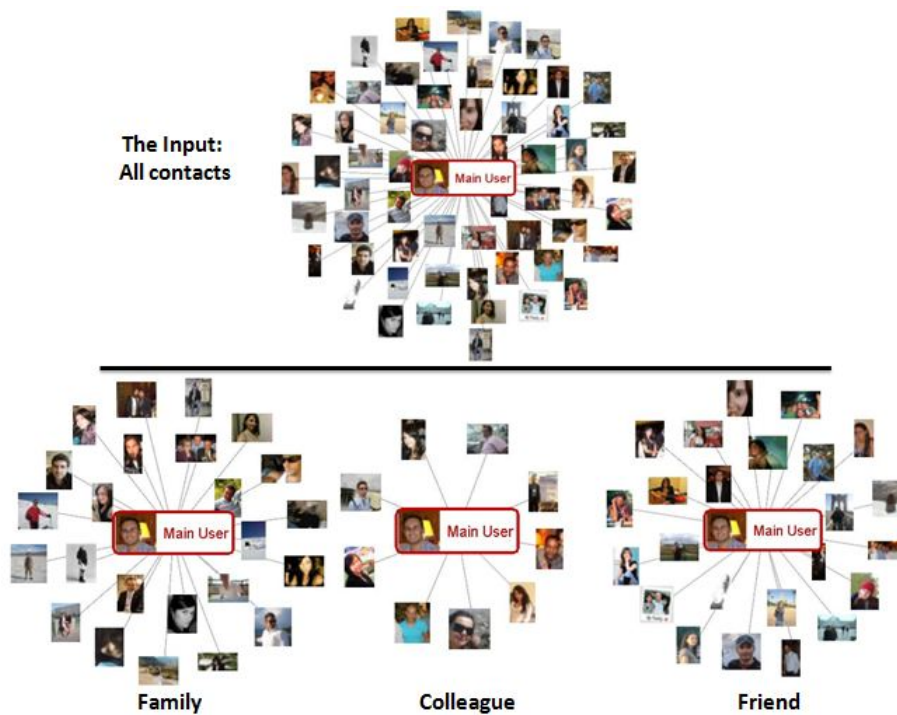 The Input:
All contacts
Main User
Main User
Main User
Main User
Family
Colleague
Friend